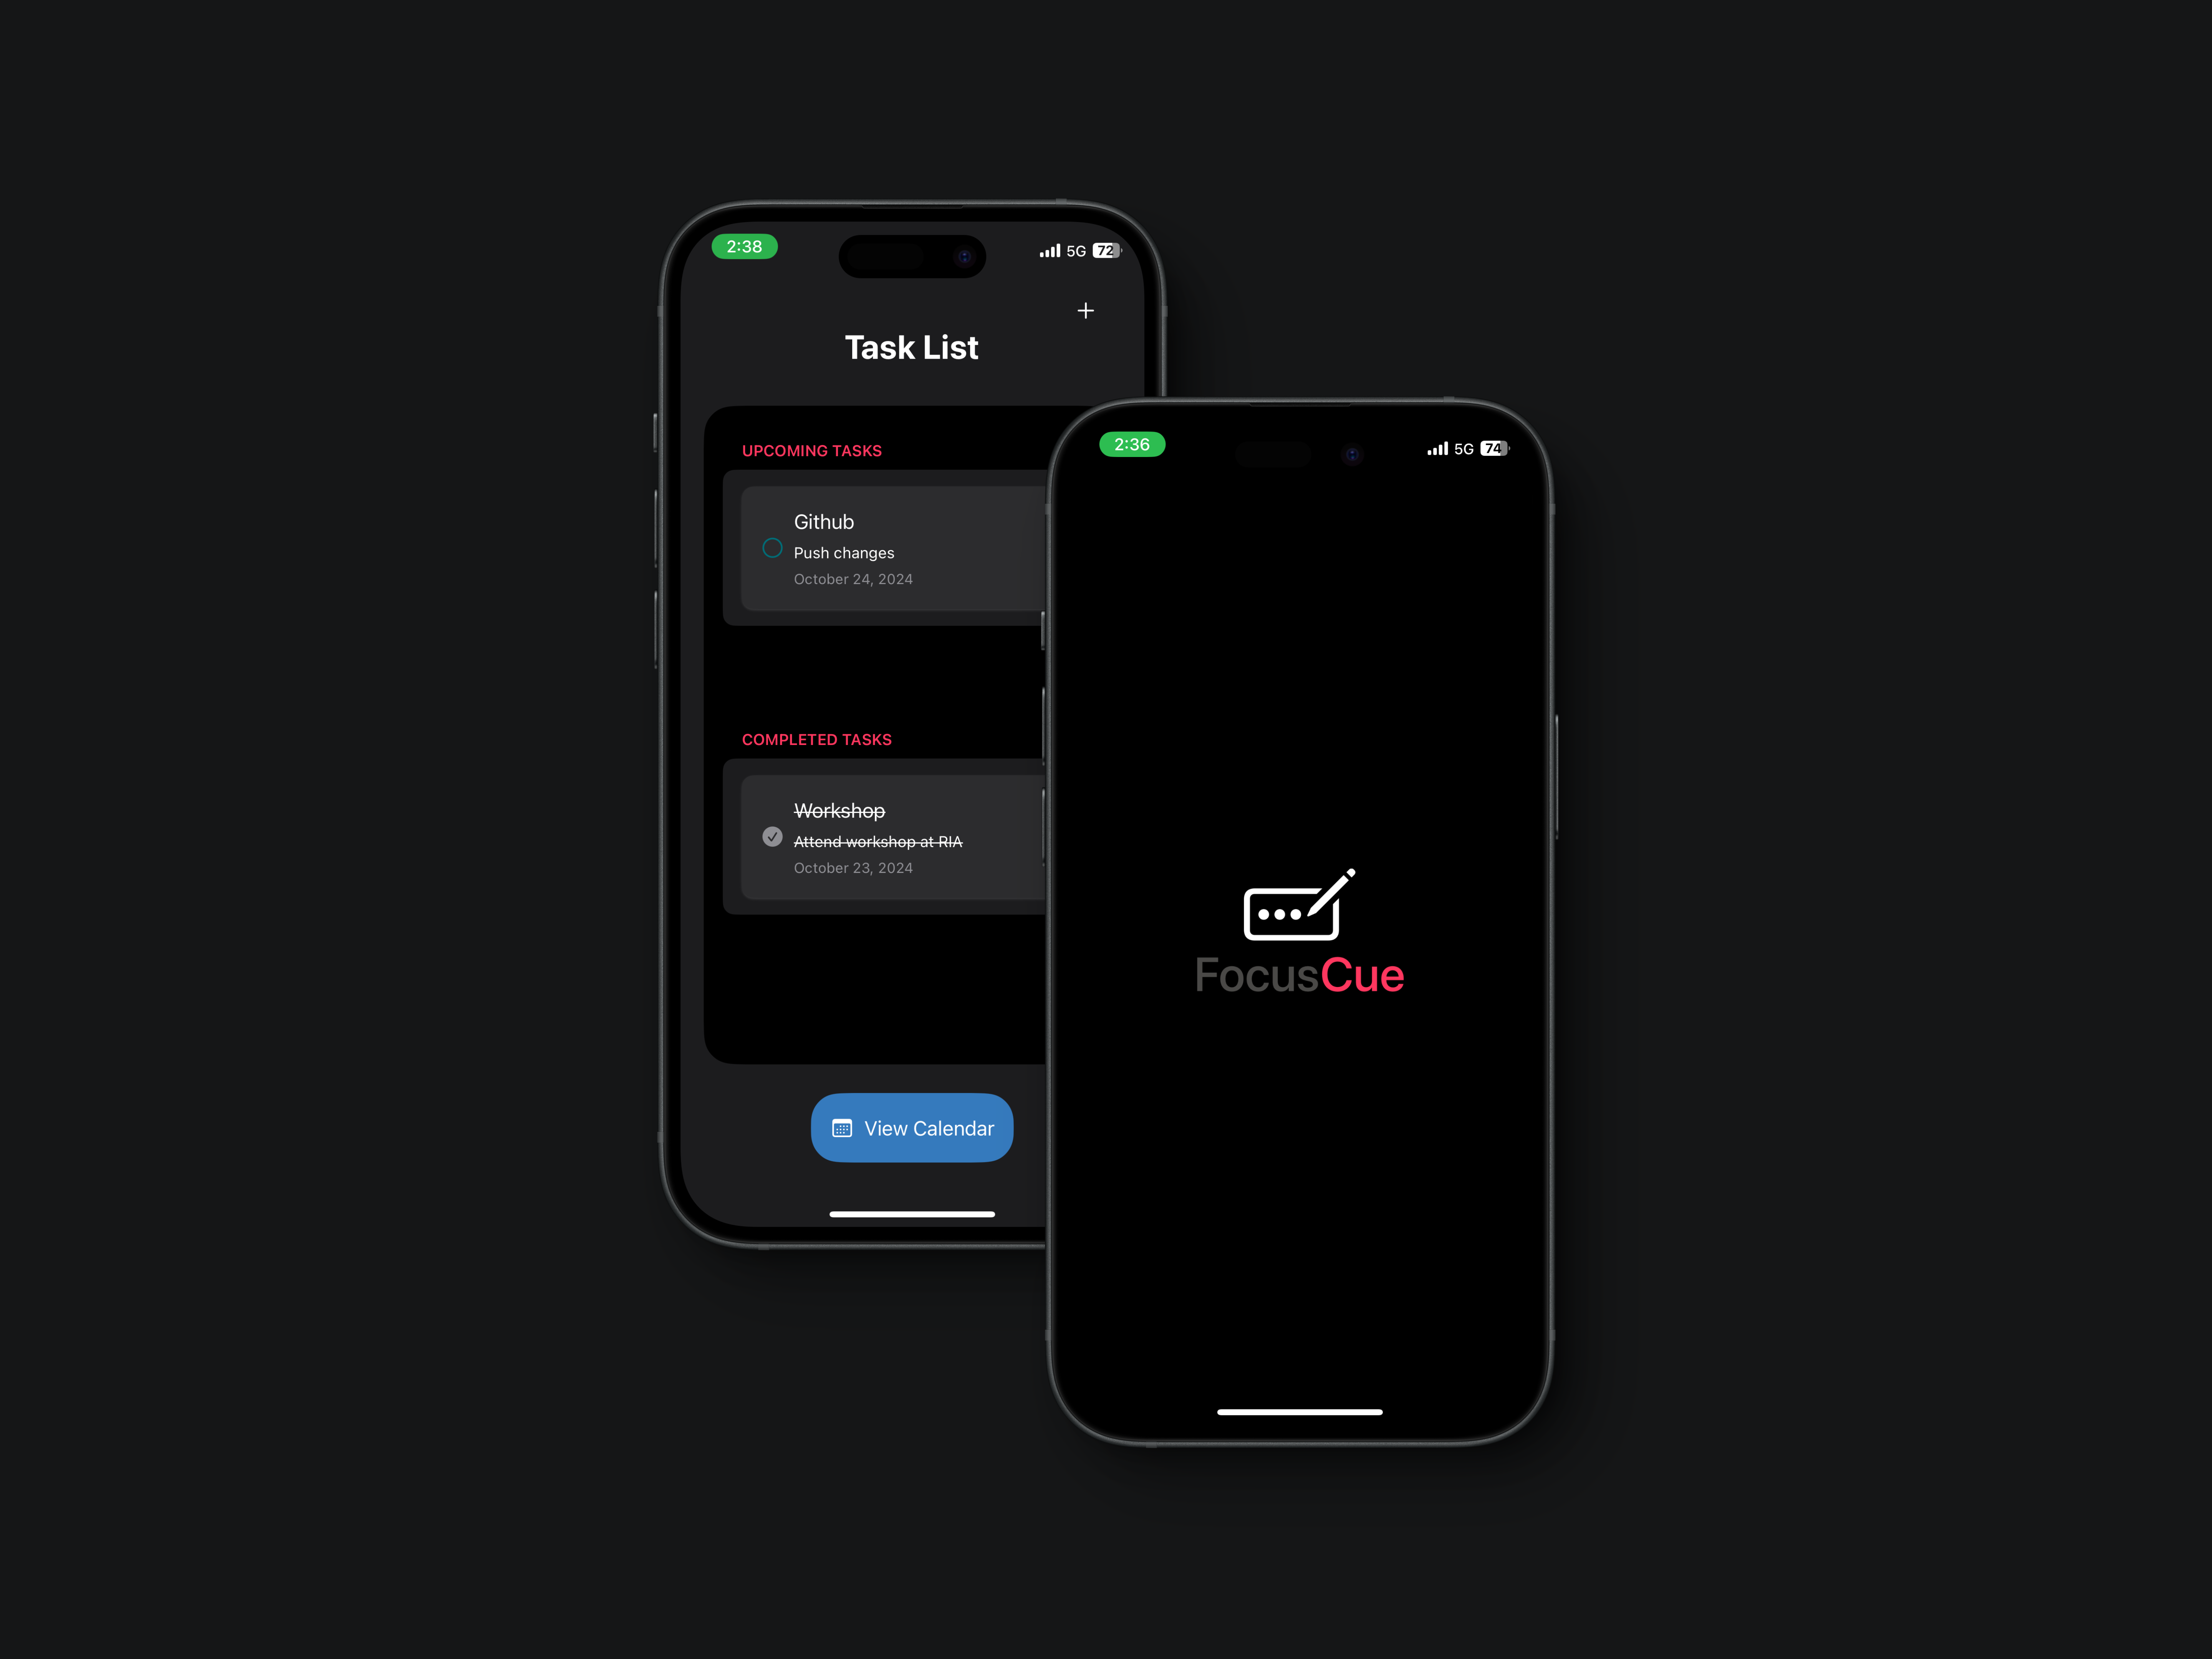 2:38
5G 72
Task List
UPCOMING TASKS
Github
Push changes
October 24, 2024
COMPLETED TASKS
Workshop
Attend workshop at RIA
October 23, 2024
View Calendar
2:36
5G 74
FocusCue